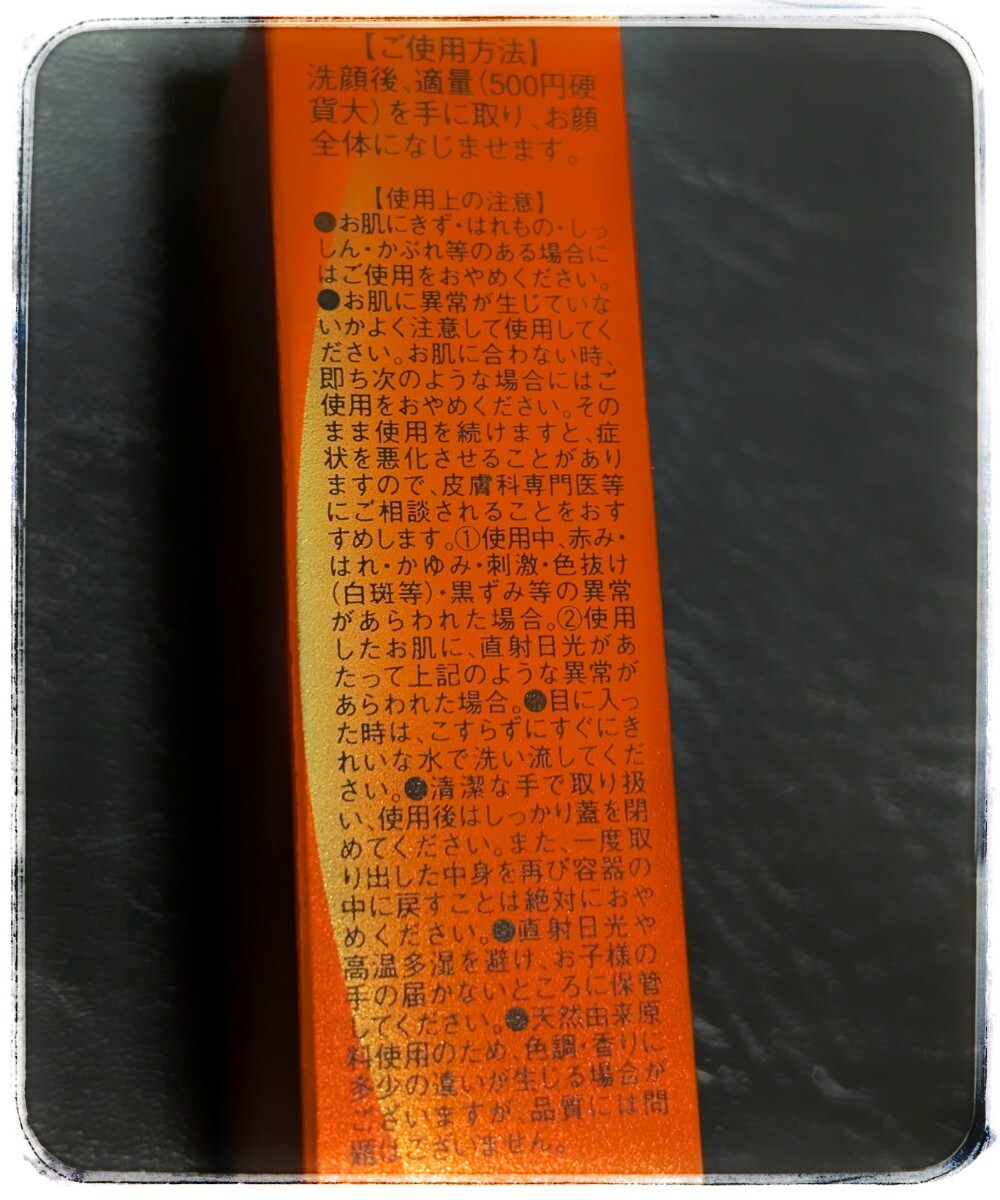 【ご使用方法】
洗顔後、適量(500円硬
貨大)を手に取り、お顔
全体になじませます。
【使用上の注意】
●お肌にきず・はれもの・しっ
しん・かぶれ等のある場合に
はご使用をおやめください。
●お肌に異常が生じていな
いかよく注意して使用してく
ださい。お肌に合わない時、
即ち次のような場合にはご
使用をおやめください。その
まま使用を続けますと、症
状を悪化させることがあり
ますので、皮膚科専門医等
にご相談されることをおす
すめします。①使用中、赤み・
はれ・かゆみ・刺激・色抜け
(白斑等)・黒ずみ等の異常
があらわれた場合。②使用
したお肌に、直射日光があ
たって上記のような異常が
あらわれた場合。●目に入っ
た時は、こすらずにすぐにき
れいな水で洗い流してくだ
さい。●清潔な手で取り扱
い、使用後はしっかり蓋を閉
めてください。また、一度取
り出した中身を再び容器の
中に戻すことは絶対におや
めください。●直射日光や
高温多湿を避け、お子様の
手の届かないところに保管
してください。●天然由来原
料使用のため、色調・香りに
多少の違いが生じる場合が
ございますが、品質には問
題はございません。